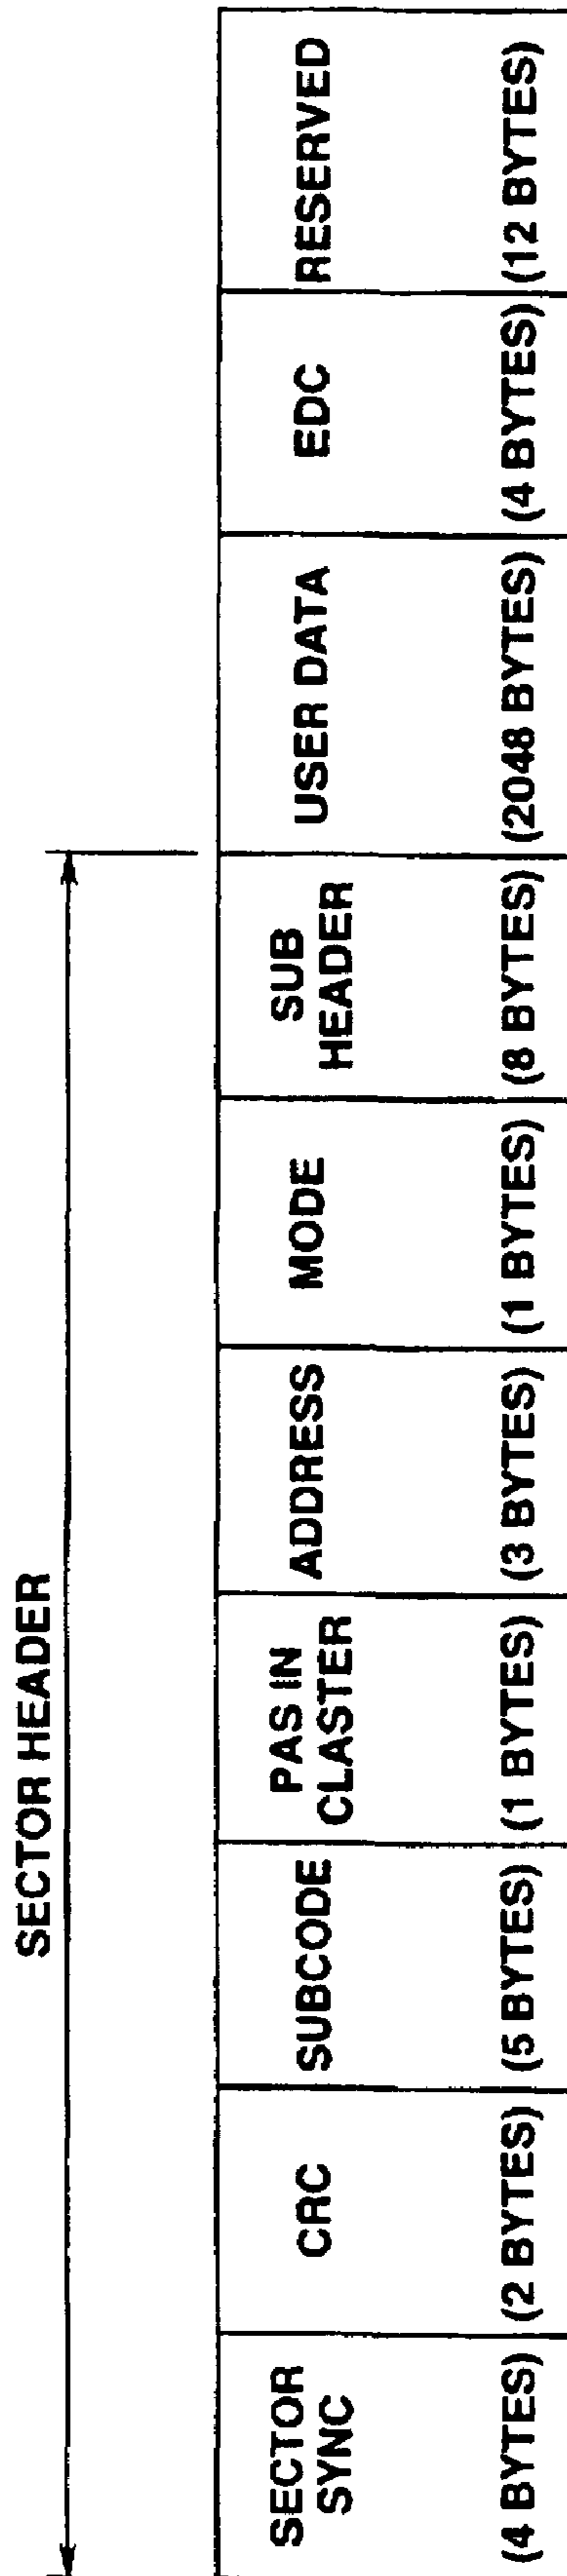 SECTOR HEADER
SECTOR
SYNC
(4 BYTES)
CRC
(2 BYTES)
SUBCODE
(5 BYTES)
PAS IN
CLASTER
(1 BYTES)
ADDRESS
(3 BYTES)
MODE
(1 BYTES)
SUB
HEADER
(8 BYTES)
USER DATA
(2048 BYTES)
EDC
(4 BYTES)
RESERVED
(12 BYTES)